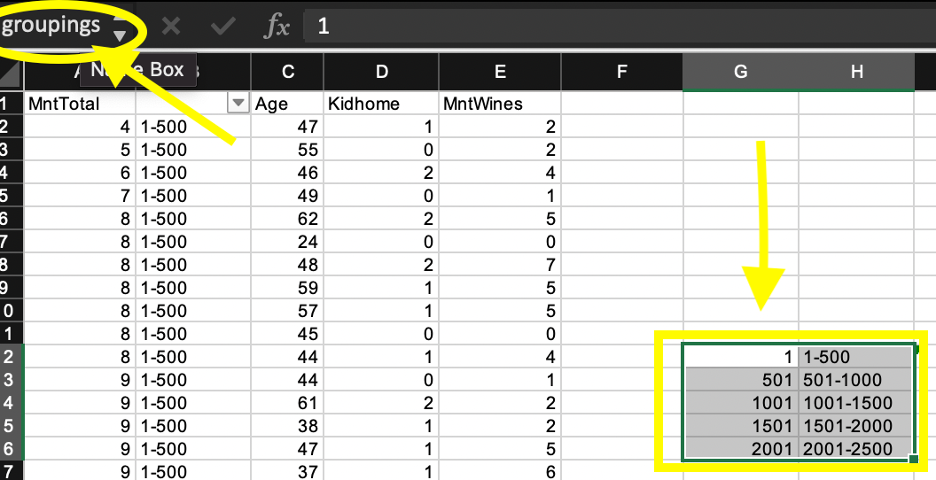 groupings fx 1
Name Box
C D E F G H
1 MntTotal Age Kidhome MntWines
2 4 1-500 47 1 2
3 5 1-500 55 0 2
4 6 1-500 46 2 4
5 7 1-500 49 0 1
6 8 1-500 62 2 5
7 8 1-500 24 0 0
8 8 1-500 48 2 7
9 8 1-500 59 1 5
0 8 1-500 57 1 5
1 8 1-500 45 0 0
2 8 1-500 44 1 4 1 1-500
3 9 1-500 44 0 1 501 501-1000
4 9 1-500 61 2 2 1001 1001-1500
5 9 1-500 38 1 2 1501 1501-2000
6 9 1-500 47 1 5 2001 2001-2500
7 9 1-500 37 1 6